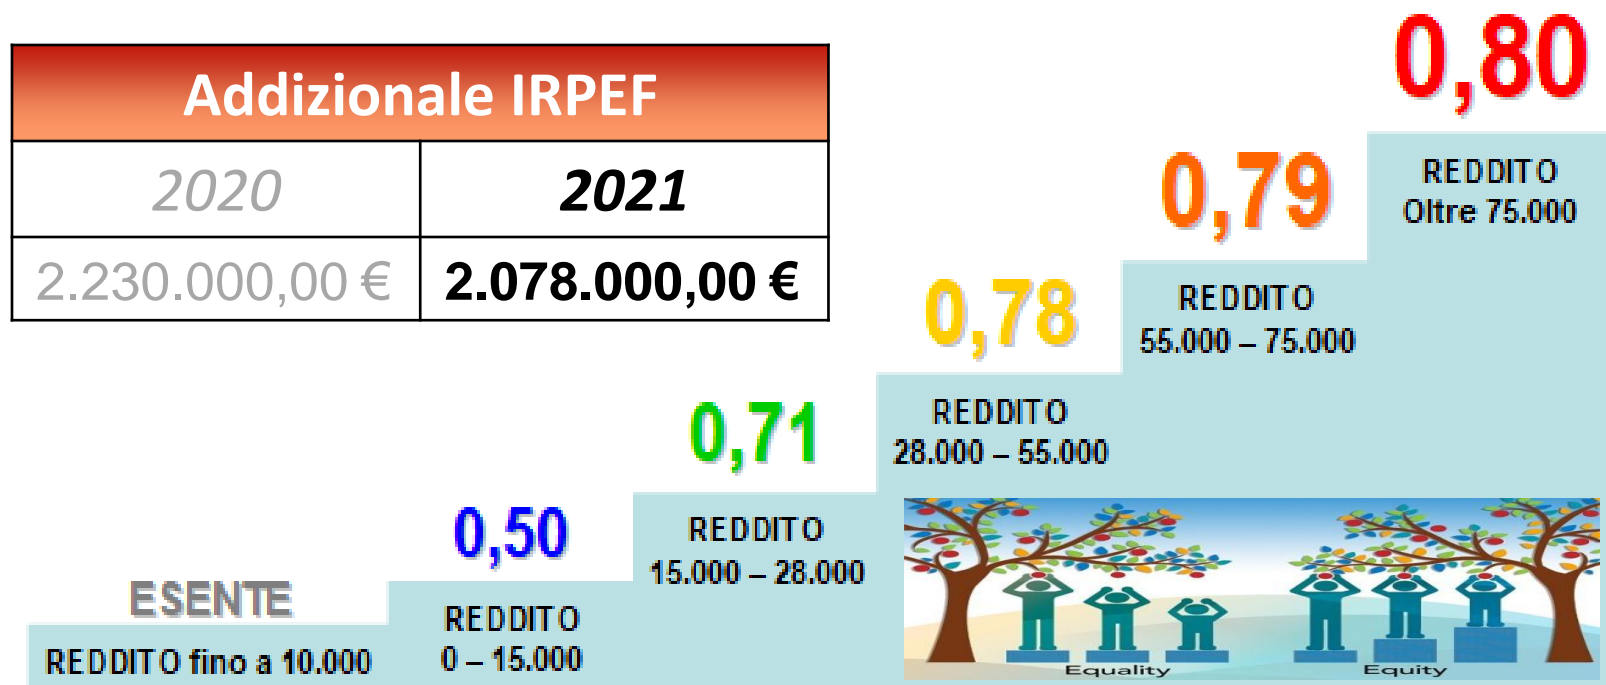 Addizionale IRPEF
2020 2021
2.230.000,00 € 2.078.000,00 €
ESENTE
REDDITO fino a 10.000
0,50
REDDITO
0 – 15.000
0,71
REDDITO
15.000 – 28.000
0,78
REDDITO
28.000 – 55.000
0,79
REDDITO
55.000 – 75.000
0,80
REDDITO
Oltre 75.000
Equality
Equity